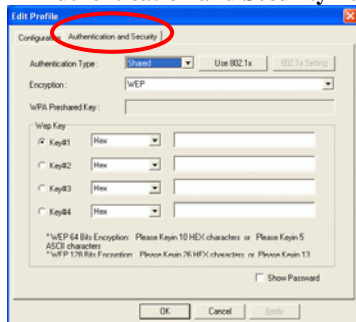 Authentication and Security
Edit Profile
Configuration Authentication and Security
Authentication Type : Shared Use 802.1x 802.1x Setting
Encryption : WEP
WPA Preshared Key :
Wep Key
Key#1 Hex
Key#2 Hex
Key#3 Hex
Key#4 Hex
*WEP 64 Bits Encryption: Please Keyin 10 HEX characters or Please Keyin 5
ASCII characters
*WEP 128 Bits Encryption: Please Keyin 26 HEX characters or Please Keyin 13
Show Password
OK Cancel Apply